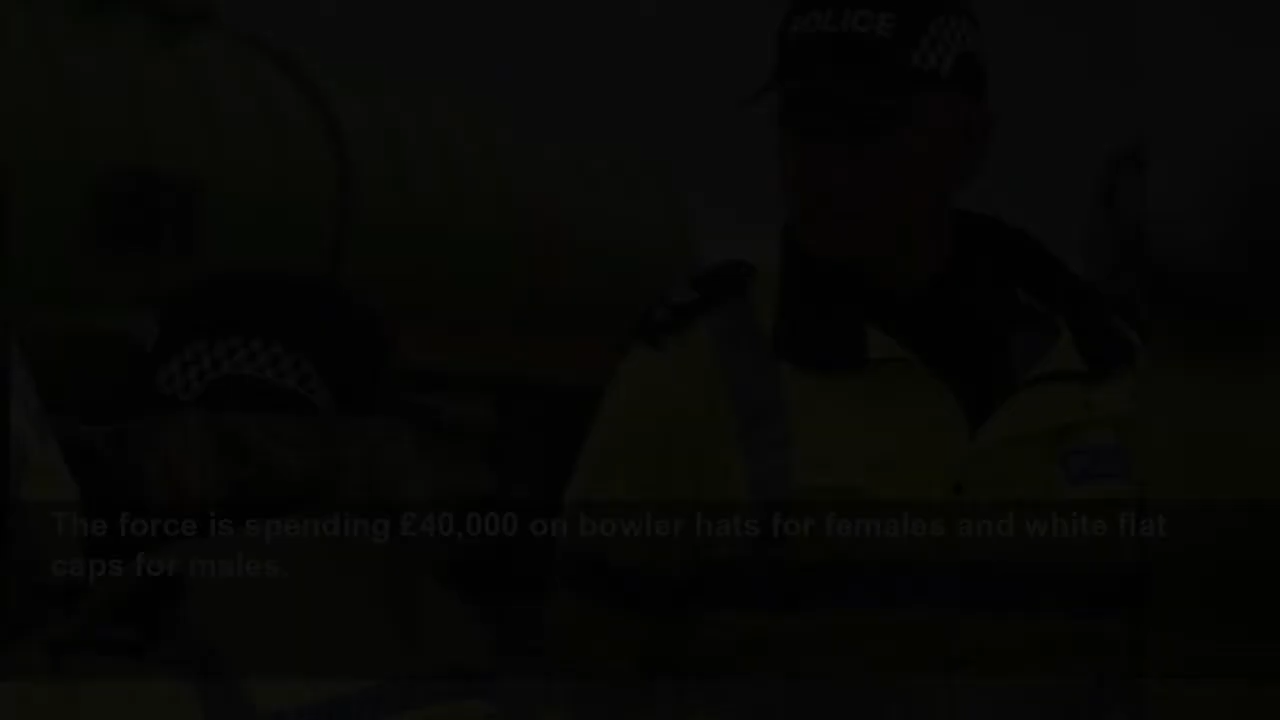 POLICE
The force is spending £40,000 on bowler hats for females and white flat
caps for males.